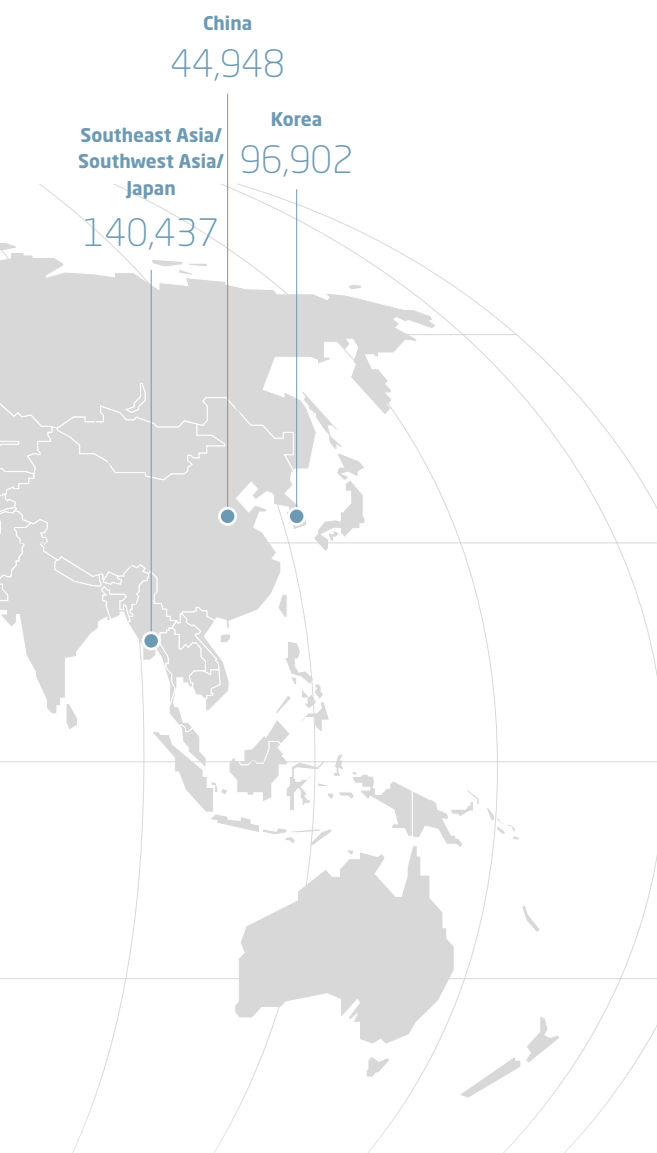 China
44,948
Korea
96,902
Southeast Asia/
Southwest Asia/
Japan
140,437